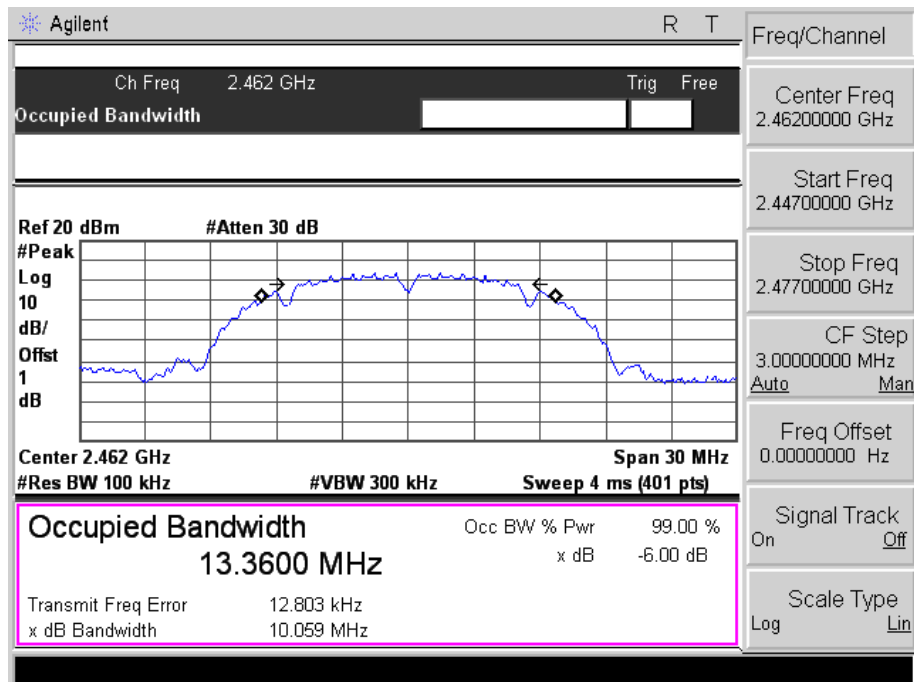 Agilent R T
Ch Freq 2.462 GHz Trig Free
Occupied Bandwidth
Ref 20 dBm #Atten 30 dB
#Peak
Log
10
dB/
Offst
1
dB
Center 2.462 GHz Span 30 MHz
#Res BW 100 kHz #VBW 300 kHz Sweep 4 ms (401 pts)
Occupied Bandwidth
13.3600 MHz
Occ BW % Pwr 99.00 %
x dB -6.00 dB
Transmit Freq Error 12.803 kHz
x dB Bandwidth 10.059 MHz
Freq/Channel
Center Freq
2.46200000 GHz
Start Freq
2.44700000 GHz
Stop Freq
2.47700000 GHz
CF Step
3.00000000 MHz
Auto Man
Freq Offset
0.00000000 Hz
Signal Track
On Off
Scale Type
Log Lin